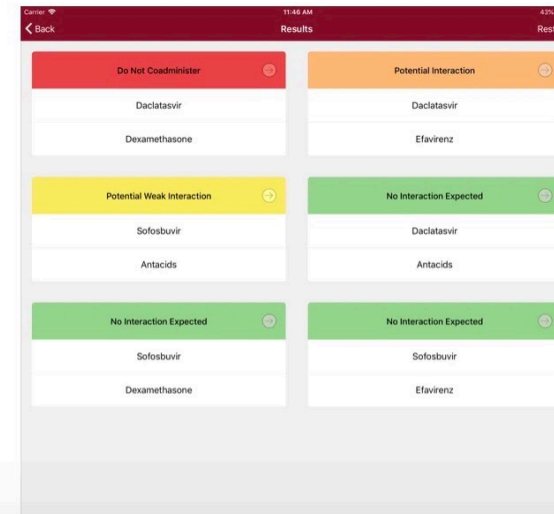 Carrier 11:46 AM 42%
Back Results
Do Not Coadminister
Daclatasvir
Dexamethasone
Potential Interaction
Daclatasvir
Efavirenz
Potential Weak Interaction
Sofosbuvir
Antacids
No Interaction Expected
Daclatasvir
Antacids
No Interaction Expected
Sofosbuvir
Dexamethasone
No Interaction Expected
Sofosbuvir
Efavirenz